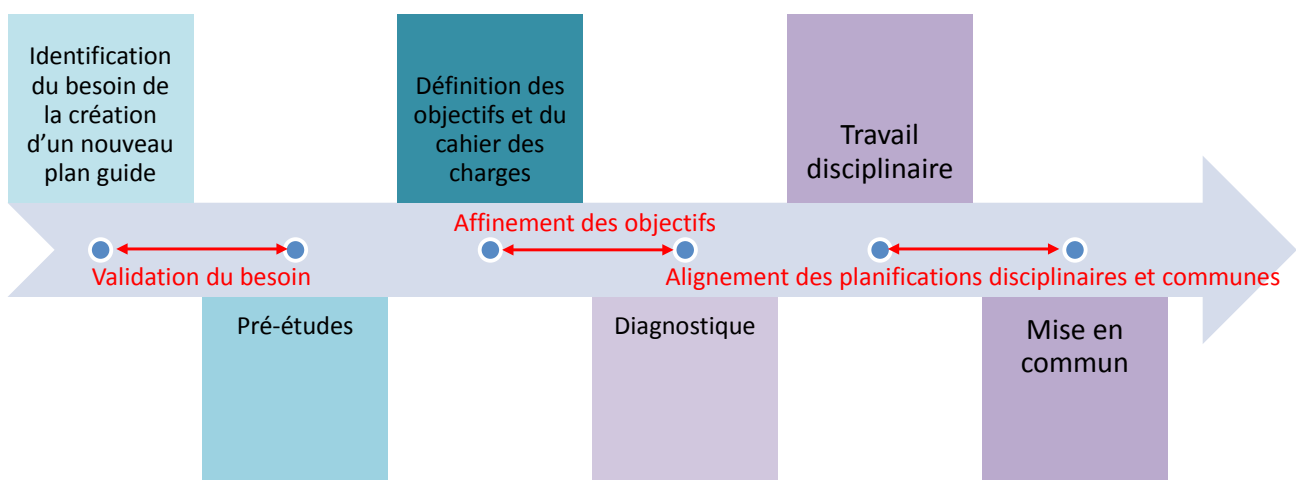 Identification
du besoin de
la création
d'un nouveau
plan guide
Définition des
objectifs et du
cahier des
charges
Travail
disciplinaire
Affinement des objectifs
Validation du besoin
Alignement des planifications disciplinaires et communes
Pré-études
Diagnostique
Mise en
commun